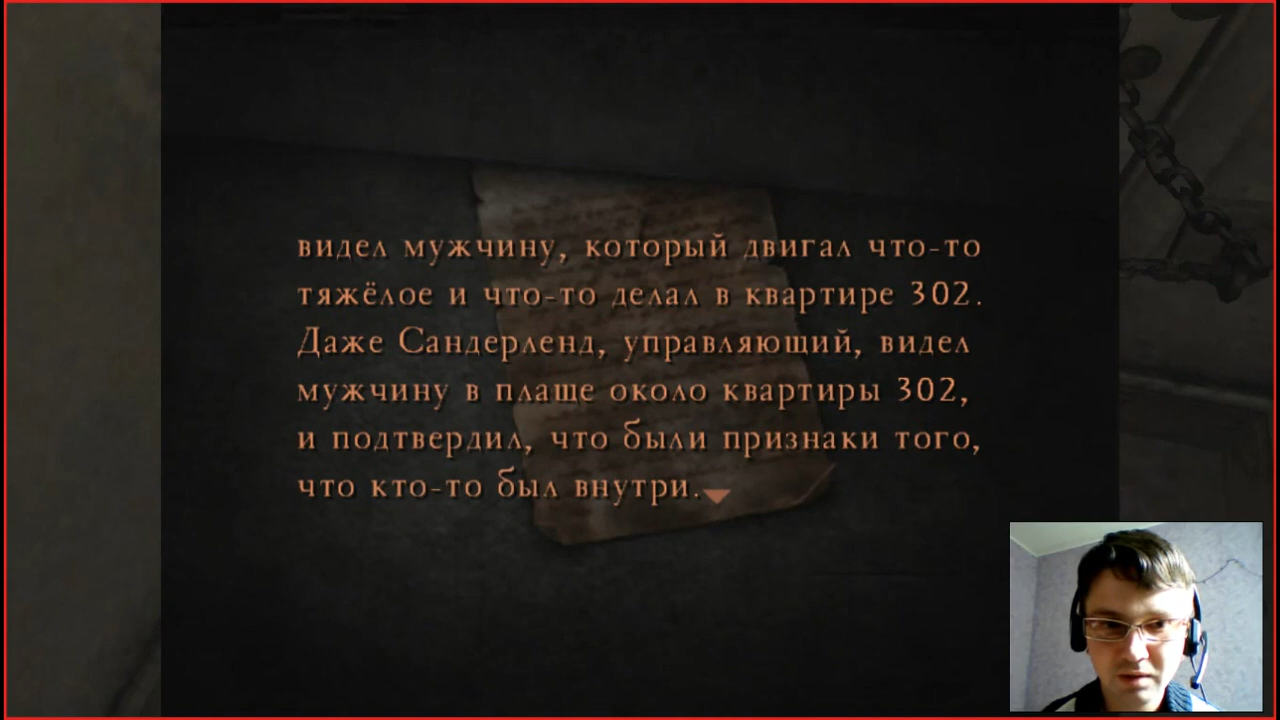 видел мужчину, который двигал что-то
тяжёлое и что-то делал в квартире 302.
Даже Сандерленд, управляющий, видел
мужчину в плаще около квартиры 302,
и подтвердил, что были признаки того,
что кто-то был внутри.